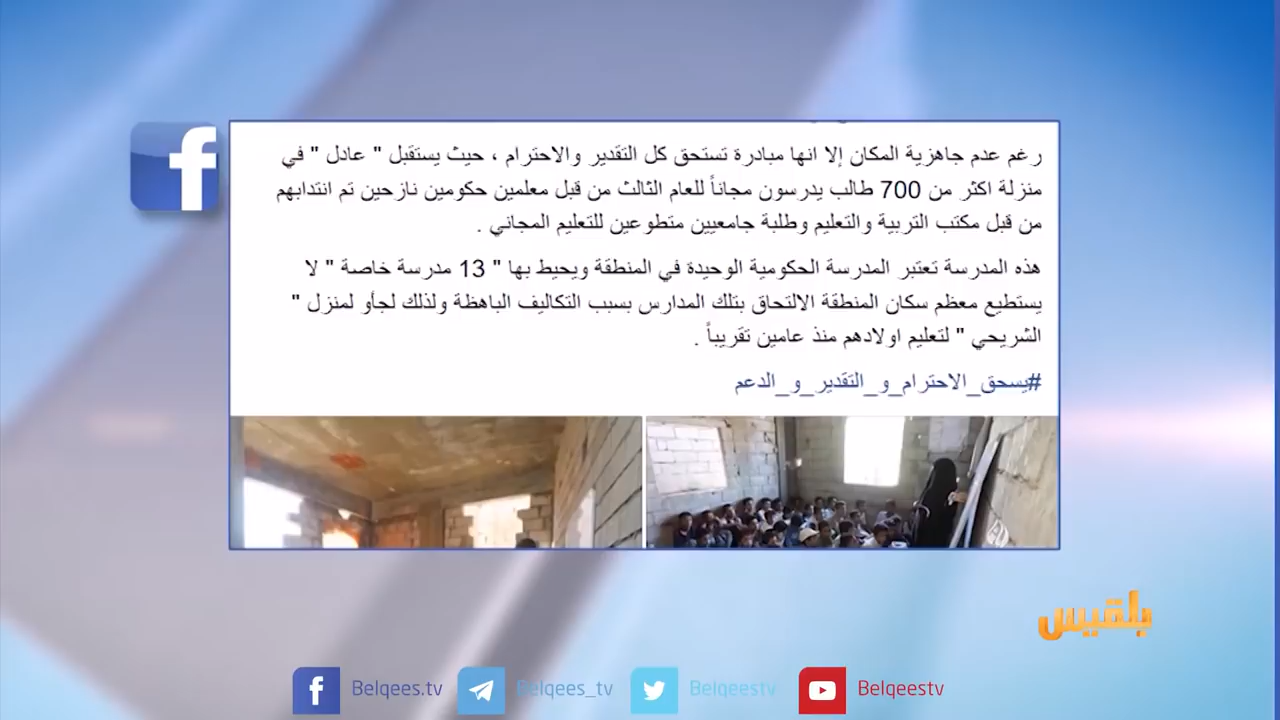 رغم عدم جاهزية المكان إلا انها مبادرة تستحق كل التقدير والاحترام ، حيث يستقبل " عادل " في
منزلة اكثر من 700 طالب يدرسون مجاناً للعام الثالث من قبل معلمين حكومين نازحين تم انتدابهم
من قبل مكتب التربية والتعليم وطلبة جامعيين متطوعين للتعليم المجاني .
هذه المدرسة تعتبر المدرسة الحكومية الوحيدة في المنطقة ويحيط بها " 13 مدرسة خاصة " لا
يستطيع معظم سكان المنطقة الالتحاق بتلك المدارس بسبب التكاليف الباهظة ولذلك لجأو لمنزل "
الشريحي " لتعليم اولادهم منذ عامين تقريباً .
#يسحق_الاحترام_و_التقدير_و_الدعم
بلقيس
Belqees.tv
Belqees_tv
Belqeestv
Belqeestv